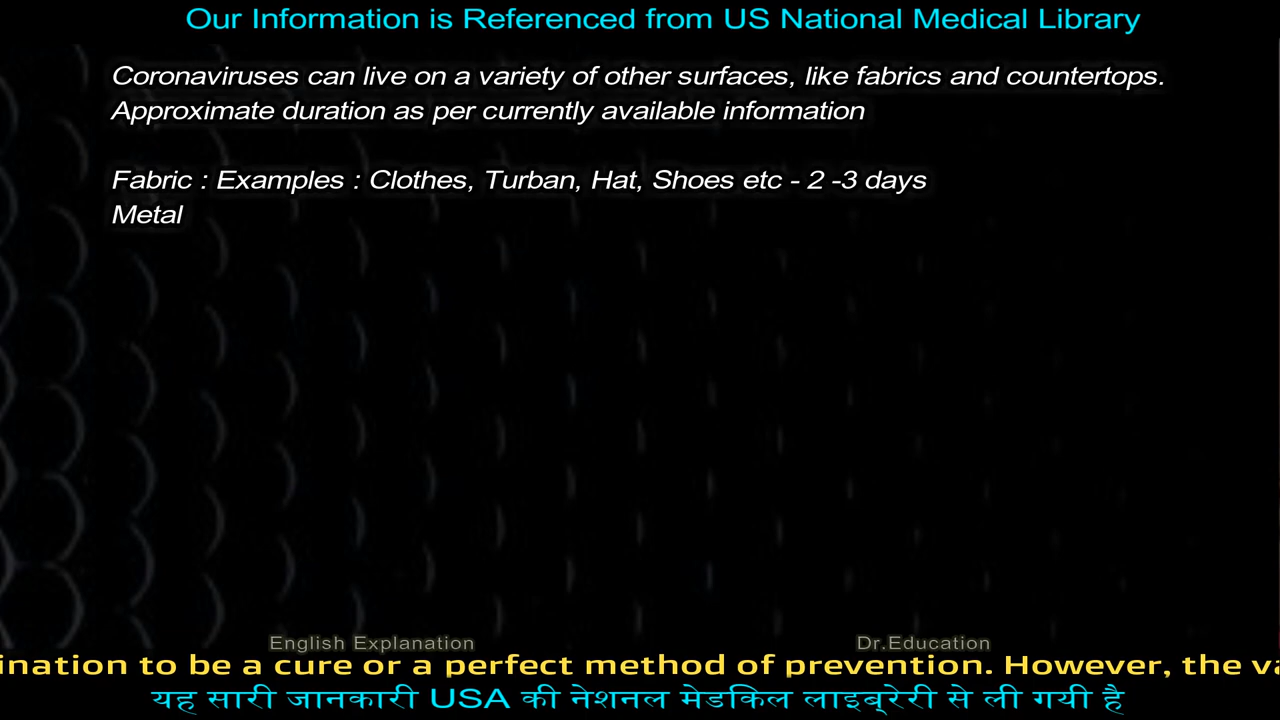 Our Information is Referenced from US National Medical Library
Coronaviruses can live on a variety of other surfaces, like fabrics and countertops.
Approximate duration as per currently available information
Fabric : Examples : Clothes, Turban, Hat, Shoes etc - 2 -3 days
Metal
English Explanation
Dr.Education
ination to be a cure or a perfect method of prevention. However, the va
यह सारी जानकारी USA की नेशनल मेडकिल लाइब्रेरी से ली गयी है